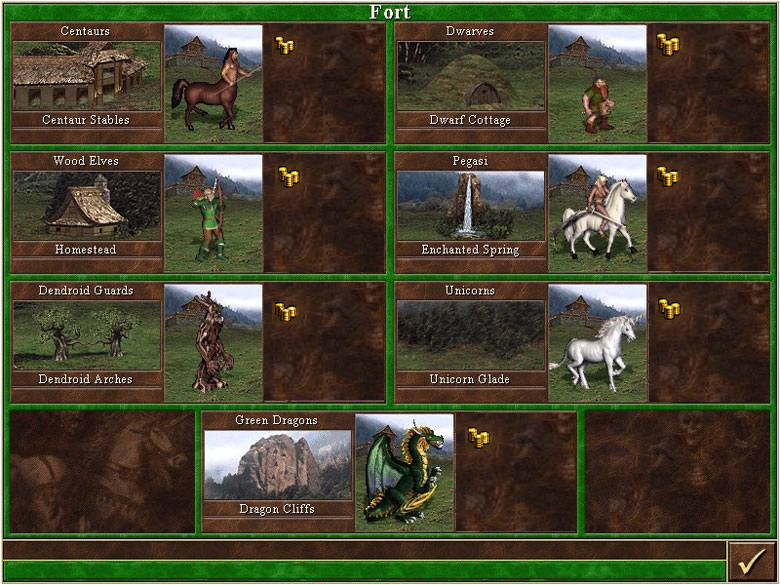 Fort
Centaurs
Centaur Stables
Dwarves
Dwarf Cottage
Wood Elves
Homestead
Pegasi
Enchanted Spring
Dendroid Guards
Dendroid Arches
Unicorns
Unicorn Glade
Green Dragons
Dragon Cliffs